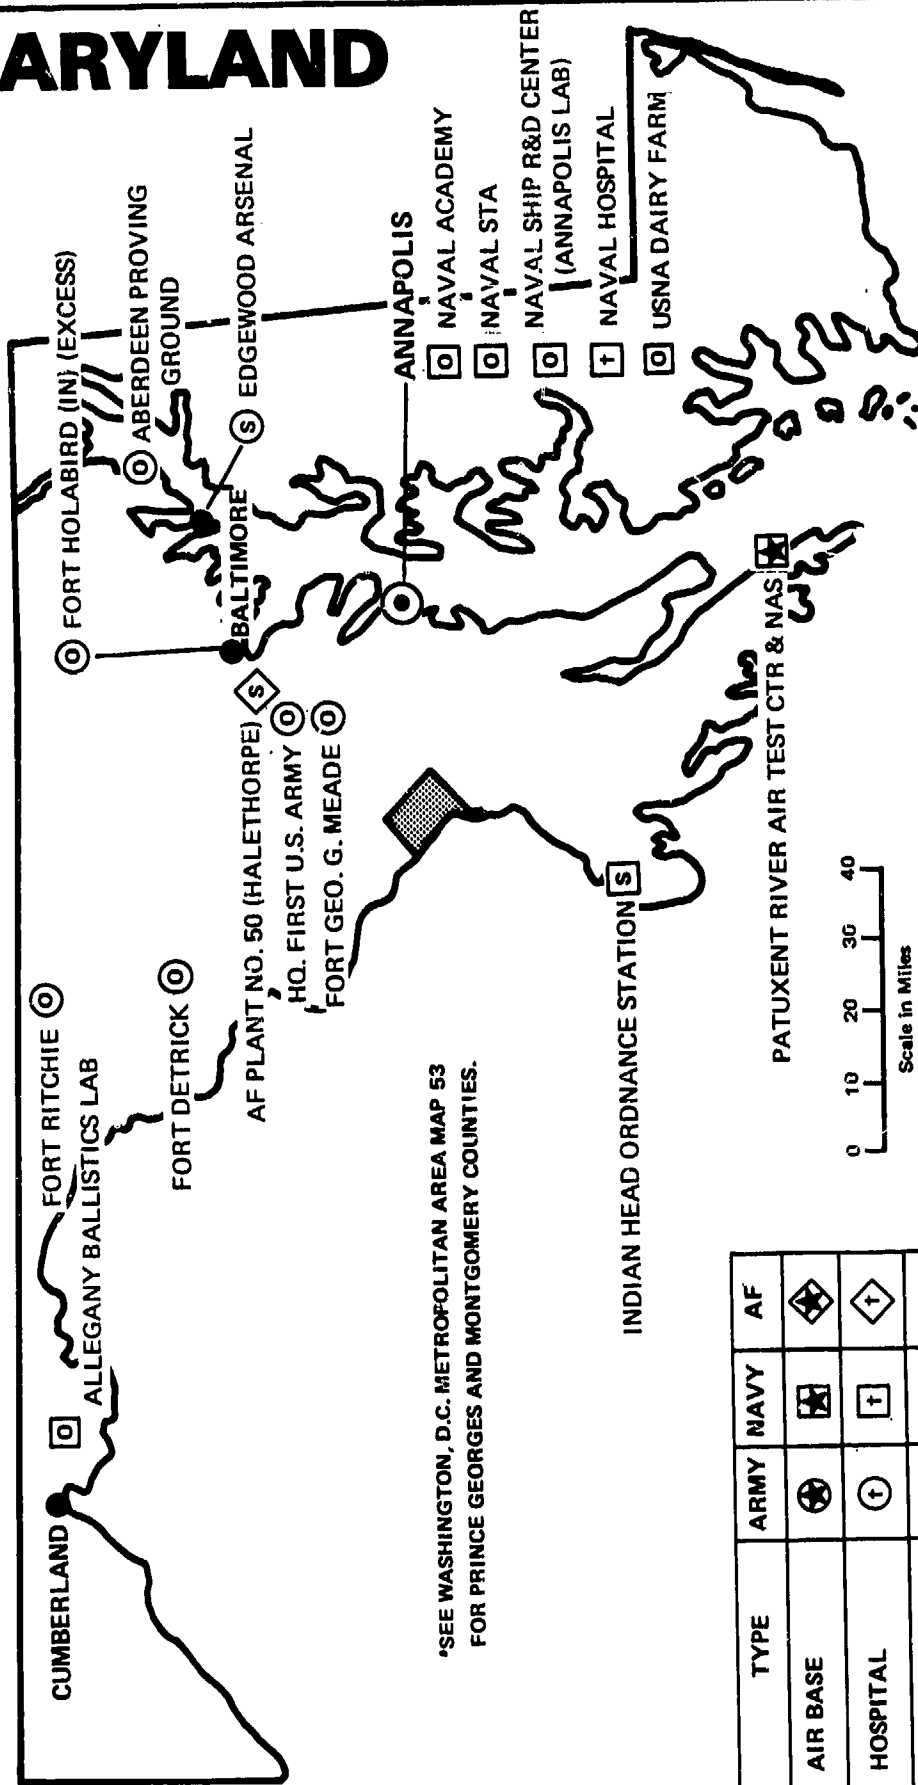 ARYLAND
FORT HOLABIRD (IN) (EXCESS)
ABERDEEN PROVING
GROUND
EDGEWOOD ARSENAL
BALTIMORE
ANNAPOLIS
NAVAL ACADEMY
NAVAL STA
NAVAL SHIP R&D CENTER
(ANNAPOLIS LAB)
NAVAL HOSPITAL
USNA DAIRY FARM
FORT RITCHIE
ALLEGANY BALLISTICS LAB
CUMBERLAND
FORT DETRICK
AF PLANT NO. 50 (HALETHORPE)
HQ. FIRST U.S. ARMY
FORT GEO. G. MEADE
INDIAN HEAD ORDNANCE STATION
PATUXENT RIVER AIR TEST CTR & NAS
*SEE WASHINGTON, D.C. METROPOLITAN AREA MAP 53
FOR PRINCE GEORGES AND MONTGOMERY COUNTIES.
0 10 20 30 40
Scale in Miles
TYPE ARMY NAVY AF
AIR BASE
HOSPITAL t t t